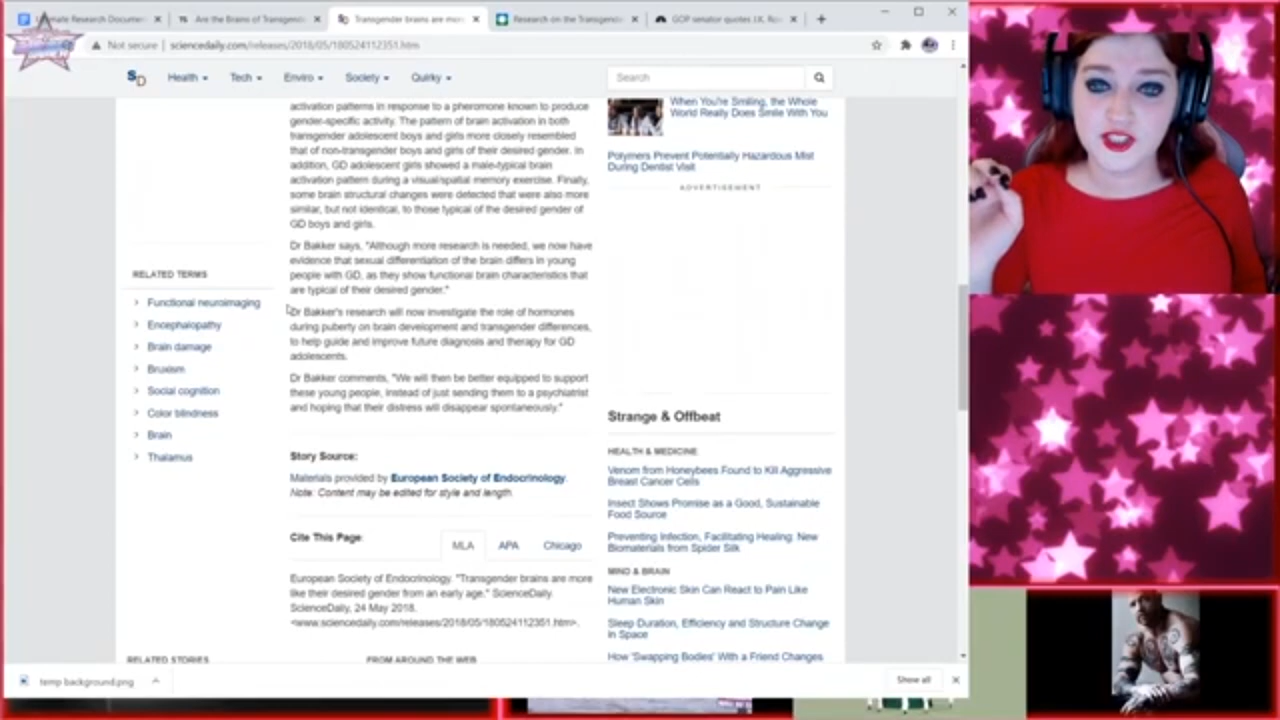 Are the Brains of Transgend
Transgender brains are mor
Research on the Transgende
GOP senator quotes J.K. Ro
Not secure
sciencedaily.com/releases/2018/05/180524112351.htm
SD
Health
Tech
Enviro
Society
Quirky
Search
activation patterns in response to a pheromone known to produce
gender-specific activity. The pattern of brain activation in both
transgender adolescent boys and girls more closely resembled
that of non-transgender boys and girls of their desired gender. In
addition, GD adolescent girls showed a male-typical brain
activation pattern during a visual/spatial memory exercise. Finally,
some brain structural changes were detected that were also more
similar, but not identical, to those typical of the desired gender of
GD boys and girls.
Dr Bakker says, "Although more research is needed, we now have
evidence that sexual differentiation of the brain differs in young
people with GD, as they show functional brain characteristics that
are typical of their desired gender."
Dr Bakker's research will now investigate the role of hormones
during puberty on brain development and transgender differences,
to help guide and improve future diagnosis and therapy for GD
adolescents.
Dr Bakker comments, "We will then be better equipped to support
these young people, instead of just sending them to a psychiatrist
and hoping that their distress will disappear spontaneously."
Story Source:
Materials provided by European Society of Endocrinology.
Note: Content may be edited for style and length.
Cite This Page:
MLA
APA
Chicago
European Society of Endocrinology. "Transgender brains are more
like their desired gender from an early age." ScienceDaily.
ScienceDaily, 24 May 2018.
<www.sciencedaily.com/releases/2018/05/180524112351.htm>.
RELATED TERMS
Functional neuroimaging
Encephalopathy
Brain damage
Bruxism
Social cognition
Color blindness
Brain
Thalamus
RELATED STORIES
FROM AROUND THE WEB
When You're Smiling, the Whole
World Really Does Smile With You
Polymers Prevent Potentially Hazardous Mist
During Dentist Visit
ADVERTISEMENT
Strange & Offbeat
HEALTH & MEDICINE
Venom from Honeybees Found to Kill Aggressive
Breast Cancer Cells
Insect Shows Promise as a Good, Sustainable
Food Source
Preventing Infection, Facilitating Healing: New
Biomaterials from Spider Silk
MIND & BRAIN
New Electronic Skin Can React to Pain Like
Human Skin
Sleep Duration, Efficiency and Structure Change
in Space
How 'Swapping Bodies' With a Friend Changes
temp background.png
Show all